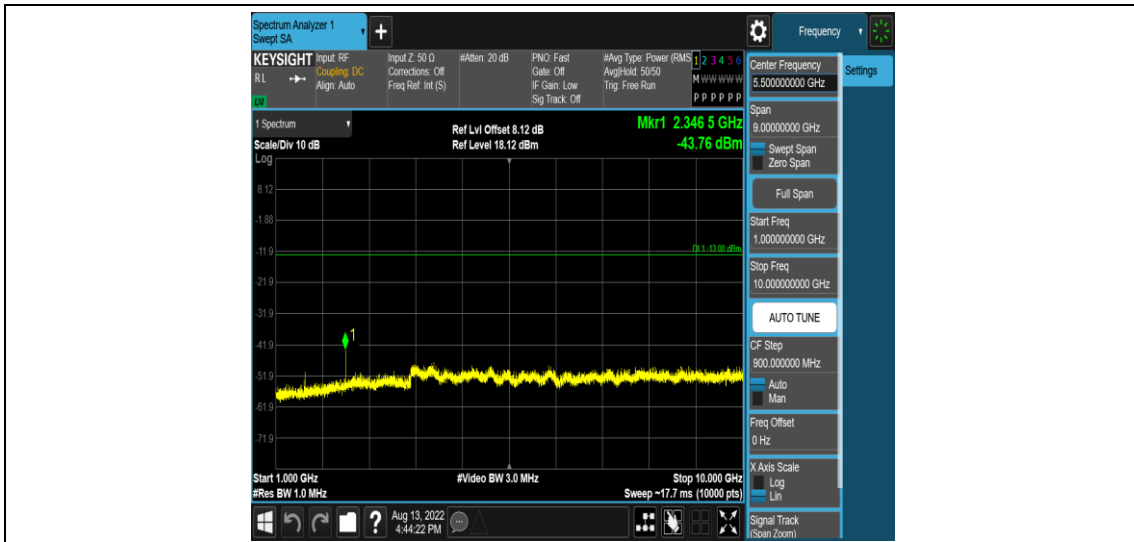 Spectrum Analyzer 1
Swept SA
+
Frequency
KEYSIGHT
RL
LXI
Input: RF
Coupling: DC
Align: Auto
Input Z: 50 Ω
Corrections: Off
Freq Ref: Int (S)
#Atten: 20 dB
PNO: Fast
Gate: Off
IF Gain: Low
Sig Track: Off
#Avg Type: Power (RMS
Avg|Hold: 50/50
Trig: Free Run
1 2 3 4 5 6
M W W W W W
P P P P P P
1 Spectrum
Scale/Div 10 dB
Log
Ref Lvl Offset 8.12 dB
Ref Level 18.12 dBm
Mkr1 2.346 5 GHz
-43.76 dBm
8.12
-1.88
-11.9
DL1 -13.00 dBm
-21.9
-31.9
1
-41.9
-51.9
-61.9
-71.9
Start 1.000 GHz
#Res BW 1.0 MHz
#Video BW 3.0 MHz
Stop 10.000 GHz
Sweep ~17.7 ms (10000 pts)
?
Aug 13, 2022
4:44:22 PM
Center Frequency
5.500000000 GHz
Settings
Span
9.00000000 GHz
Swept Span
Zero Span
Full Span
Start Freq
1.000000000 GHz
Stop Freq
10.000000000 GHz
AUTO TUNE
CF Step
900.000000 MHz
Auto
Man
Freq Offset
0 Hz
X Axis Scale
Log
Lin
Signal Track
(Span Zoom)